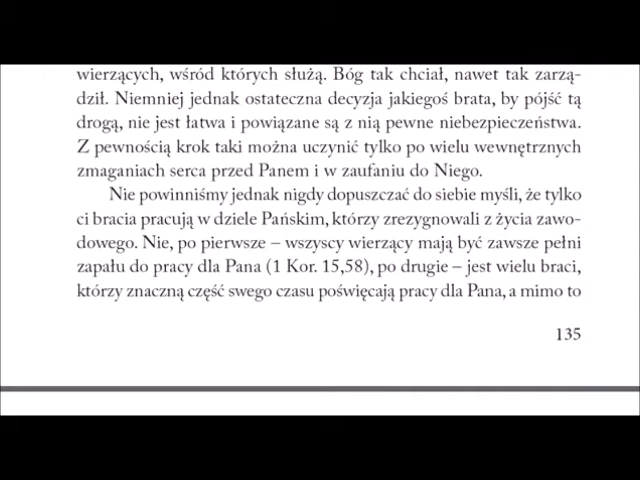 wierzących, wśród których służą. Bóg tak chciał, nawet tak zarzą-
dził. Niemniej jednak ostateczna decyzja jakiegoś brata, by pójść tą
drogą, nie jest łatwa i powiązane są z nią pewne niebezpieczeństwa.
Z pewnością krok taki można uczynić tylko po wielu wewnętrznych
zmaganiach serca przed Panem i w zaufaniu do Niego.
Nie powinniśmy jednak nigdy dopuszczać do siebie myśli, że tylko
ci bracia pracują w dziele Pańskim, którzy zrezygnowali z życia zawo-
dowego. Nie, po pierwsze – wszyscy wierzący mają być zawsze pełni
zapału do pracy dla Pana (1 Kor. 15,58), po drugie – jest wielu braci,
którzy znaczną część swego czasu poświęcają pracy dla Pana, a mimo to
135